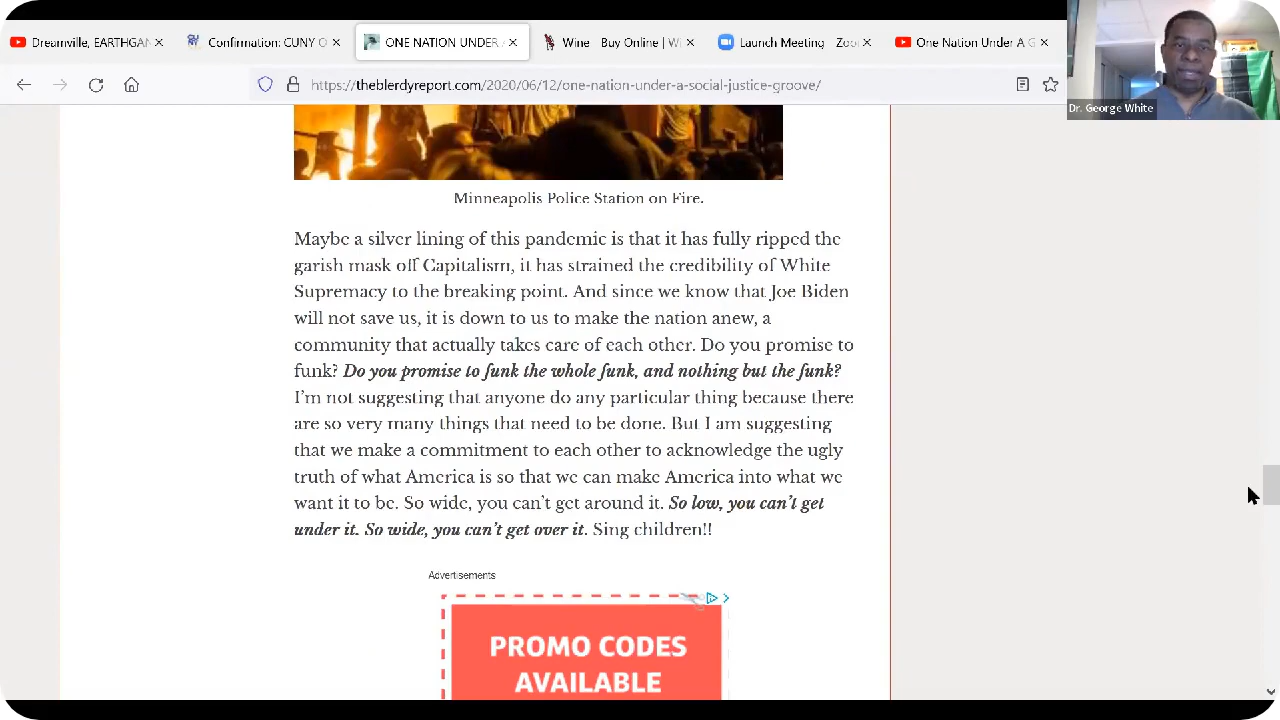 Dreamville, EARTHGAN
Confirmation: CUNY O
ONE NATION UNDER A
Wine Buy Online | Wi
Launch Meeting Zoo
One Nation Under A G
https://theblerdyreport.com/2020/06/12/one-nation-under-a-social-justice-groove/
Dr. George White
Minneapolis Police Station on Fire.
Maybe a silver lining of this pandemic is that it has fully ripped the
garish mask off Capitalism, it has strained the credibility of White
Supremacy to the breaking point. And since we know that Joe Biden
will not save us, it is down to us to make the nation anew, a
community that actually takes care of each other. Do you promise to
funk? Do you promise to funk the whole funk, and nothing but the funk?
I'm not suggesting that anyone do any particular thing because there
are so very many things that need to be done. But I am suggesting
that we make a commitment to each other to acknowledge the ugly
truth of what America is so that we can make America into what we
want it to be. So wide, you can't get around it. So low, you can't get
under it. So wide, you can't get over it. Sing children!!
Advertisements
PROMO CODES
AVAILABLE